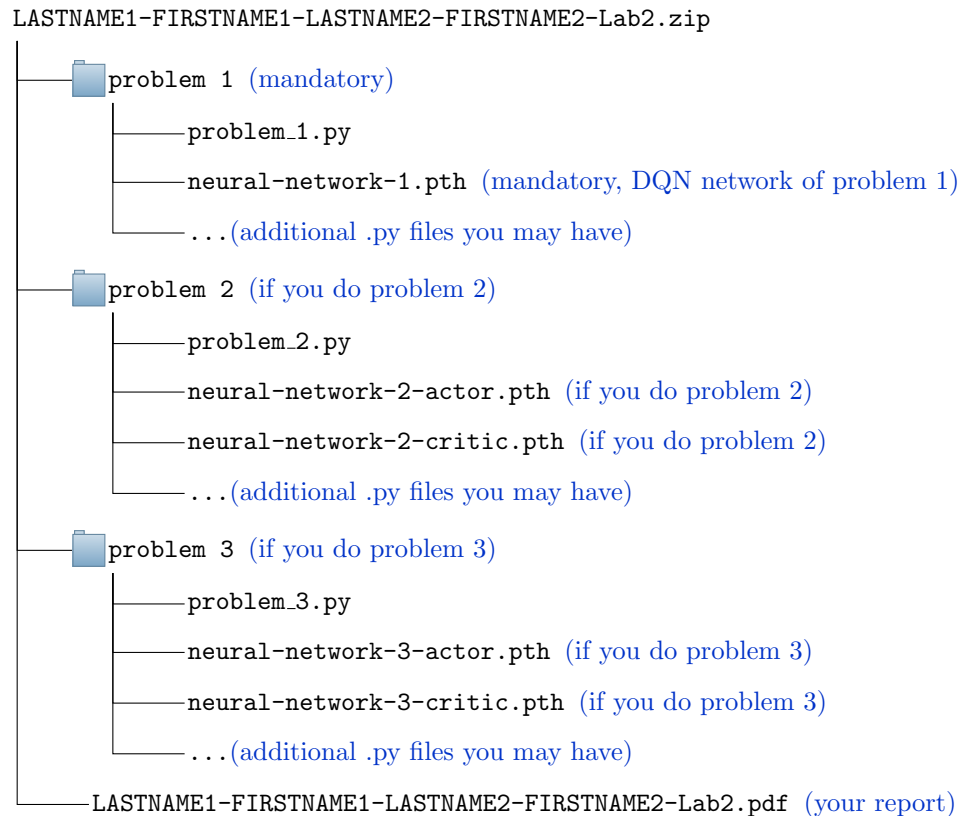 LASTNAME1-FIRSTNAME1-LASTNAME2-FIRSTNAME2-Lab2.zip
problem 1 (mandatory)
problem_1.py
neural-network-1.pth (mandatory, DQN network of problem 1)
...(additional .py files you may have)
problem 2 (if you do problem 2)
problem_2.py
neural-network-2-actor.pth (if you do problem 2)
neural-network-2-critic.pth (if you do problem 2)
...(additional .py files you may have)
problem 3 (if you do problem 3)
problem_3.py
neural-network-3-actor.pth (if you do problem 3)
neural-network-3-critic.pth (if you do problem 3)
...(additional .py files you may have)
LASTNAME1-FIRSTNAME1-LASTNAME2-FIRSTNAME2-Lab2.pdf (your report)